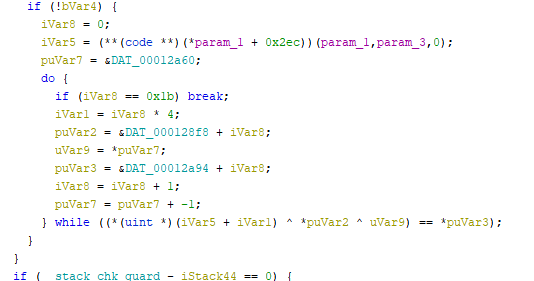 if (!bVar4) {
iVar8 = 0;
iVar5 = (**(code **)(*param_1 + 0x2ec))(param_1,param_3,0);
puVar7 = &DAT_00012a60;
do {
if (iVar8 == 0x1b) break;
iVar1 = iVar8 * 4;
puVar2 = &DAT_000128f8 + iVar8;
uVar9 = *puVar7;
puVar3 = &DAT_00012a94 + iVar8;
iVar8 = iVar8 + 1;
puVar7 = puVar7 + -1;
} while ((*(uint *)(iVar5 + iVar1) ^ *puVar2 ^ uVar9) == *puVar3);
}
}
if (__stack_chk_guard - iStack44 == 0) {